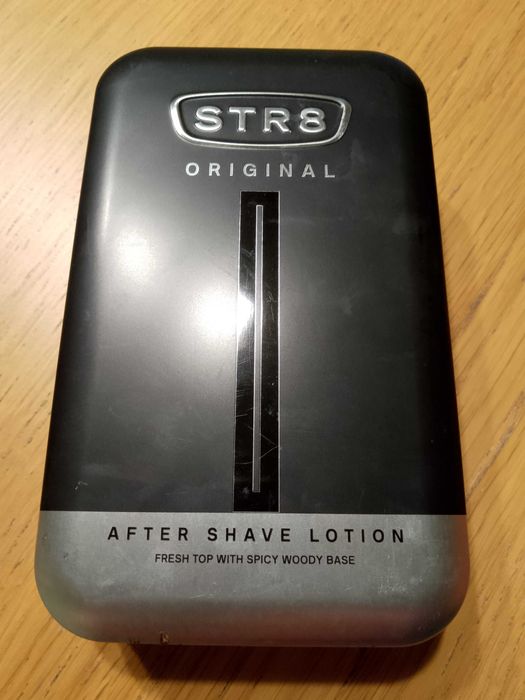 STR8
ORIGINAL
AFTER SHAVE LOTION
FRESH TOP WITH SPICY WOODY BASE